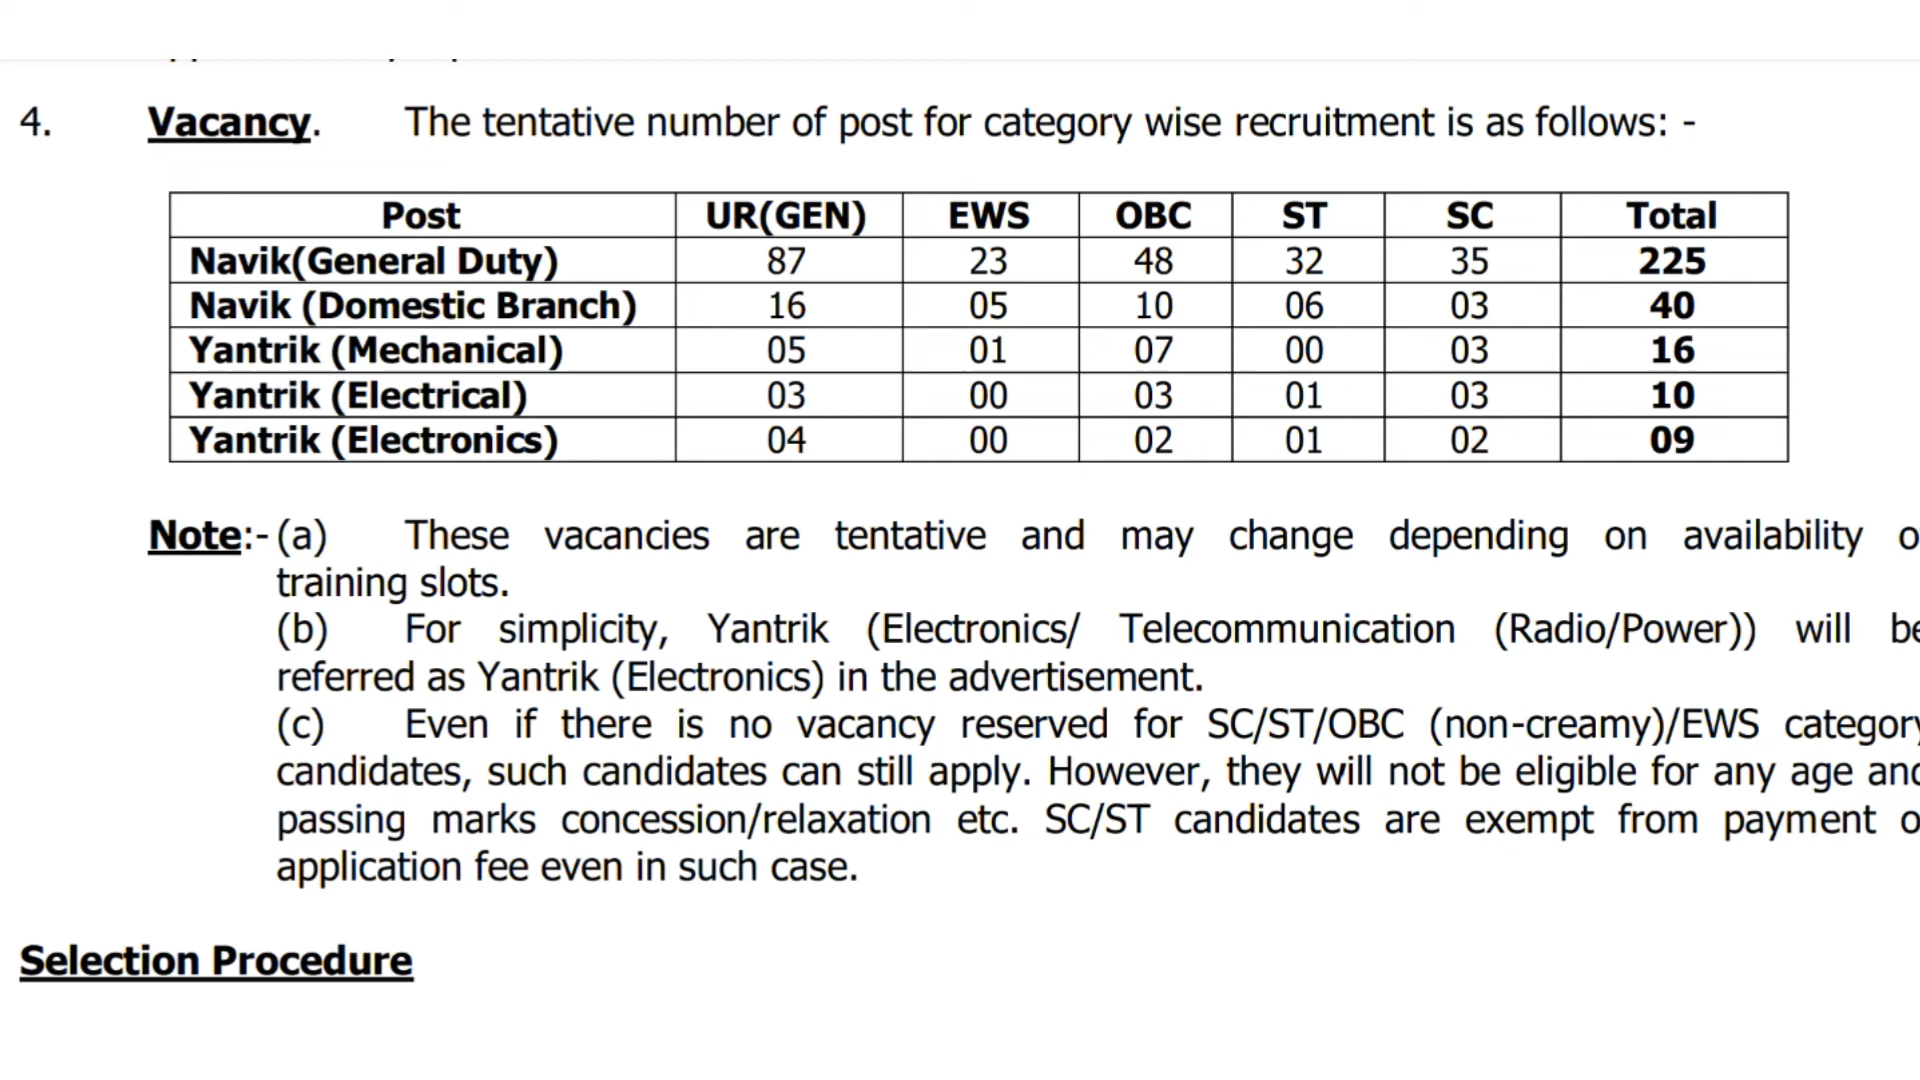 4. Vacancy. The tentative number of post for category wise recruitment is as follows: -
Post UR(GEN) EWS OBC ST SC Total
Navik(General Duty) 87 23 48 32 35 225
Navik (Domestic Branch) 16 05 10 06 03 40
Yantrik (Mechanical) 05 01 07 00 03 16
Yantrik (Electrical) 03 00 03 01 03 10
Yantrik (Electronics) 04 00 02 01 02 09
Note:- (a) These vacancies are tentative and may change depending on availability o
training slots.
(b) For simplicity, Yantrik (Electronics/ Telecommunication (Radio/Power)) will be
referred as Yantrik (Electronics) in the advertisement.
(c) Even if there is no vacancy reserved for SC/ST/OBC (non-creamy)/EWS category
candidates, such candidates can still apply. However, they will not be eligible for any age and
passing marks concession/relaxation etc. SC/ST candidates are exempt from payment o
application fee even in such case.
Selection Procedure